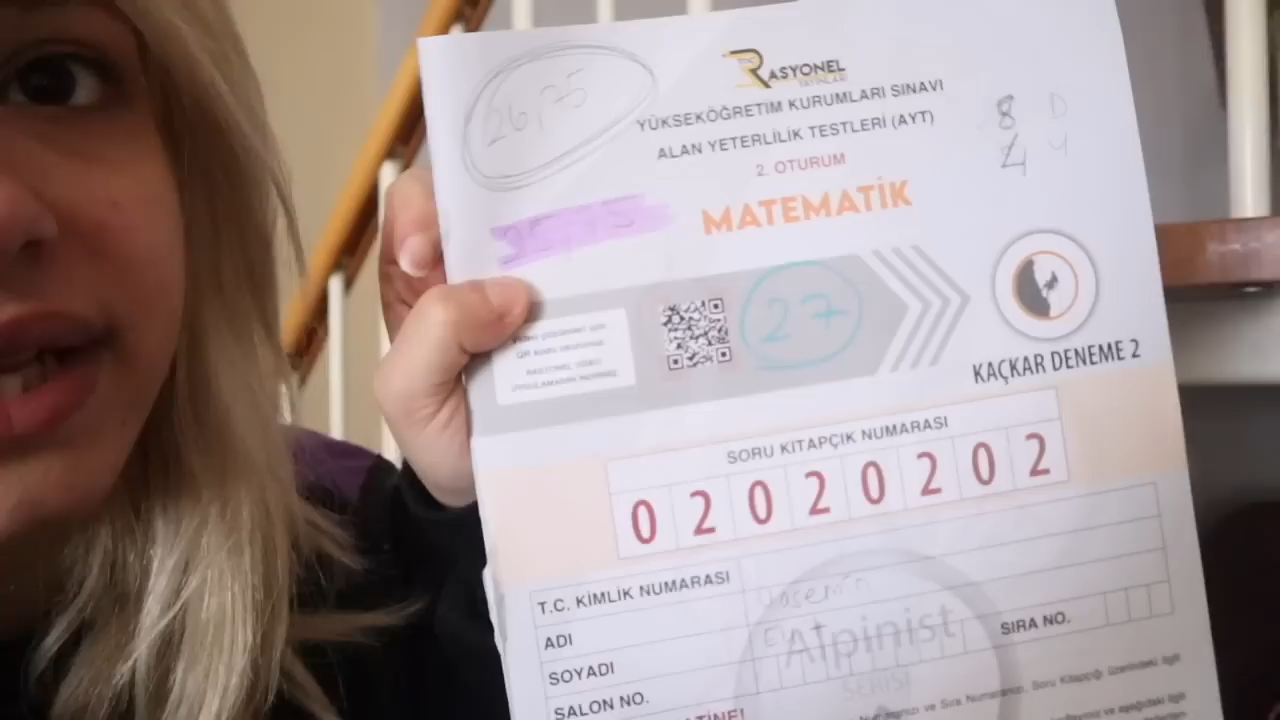 26,75
RASYONEL
YAYINLARI
YÜKSEKÖĞRETİM KURUMLARI SINAVI
ALAN YETERLİLİK TESTLERİ (AYT)
2. OTURUM
MATEMATİK
8 D
4 Y
35,75
27
KAÇKAR DENEME 2
SORU KİTAPÇIK NUMARASI
0 2 0 2 0 2 0 2
T.C. KİMLİK NUMARASI
ADI
SOYADI
SALON NO.
SIRA NO.
Alpinist
SERİSİ